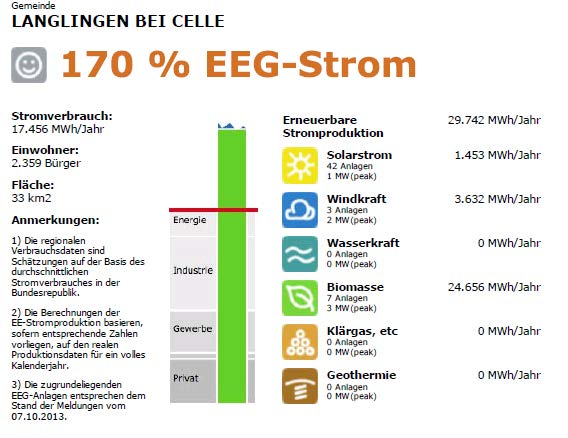 Gemeinde
LANGLINGEN BEI CELLE
170 % EEG-Strom
Stromverbrauch:
17.456 MWh/Jahr
Einwohner:
2.359 Bürger
Fläche:
33 km2
Anmerkungen:
1) Die regionalen
Verbrauchsdaten sind
Schätzungen auf der Basis des
durchschnittlichen
Stromverbrauches in der
Bundesrepublik.
2) Die Berechnungen der
EE-Stromproduktion basieren,
sofern entsprechende Zahlen
vorliegen, auf den realen
Produktionsdaten für ein volles
Kalenderjahr.
3) Die zugrundeliegenden
EEG-Anlagen entsprechen dem
Stand der Meldungen vom
07.10.2013.
Energie
Industrie
Gewerbe
Privat
Erneuerbare 29.742 MWh/Jahr
Stromproduktion
Solarstrom 1.453 MWh/Jahr
42 Anlagen
1 MW(peak)
Windkraft 3.632 MWh/Jahr
3 Anlagen
2 MW(peak)
Wasserkraft 0 MWh/Jahr
0 Anlagen
0 MW(peak)
Biomasse 24.656 MWh/Jahr
7 Anlagen
3 MW(peak)
Klärgas, etc 0 MWh/Jahr
0 Anlagen
0 MW(peak)
Geothermie 0 MWh/Jahr
0 Anlagen
0 MW(peak)